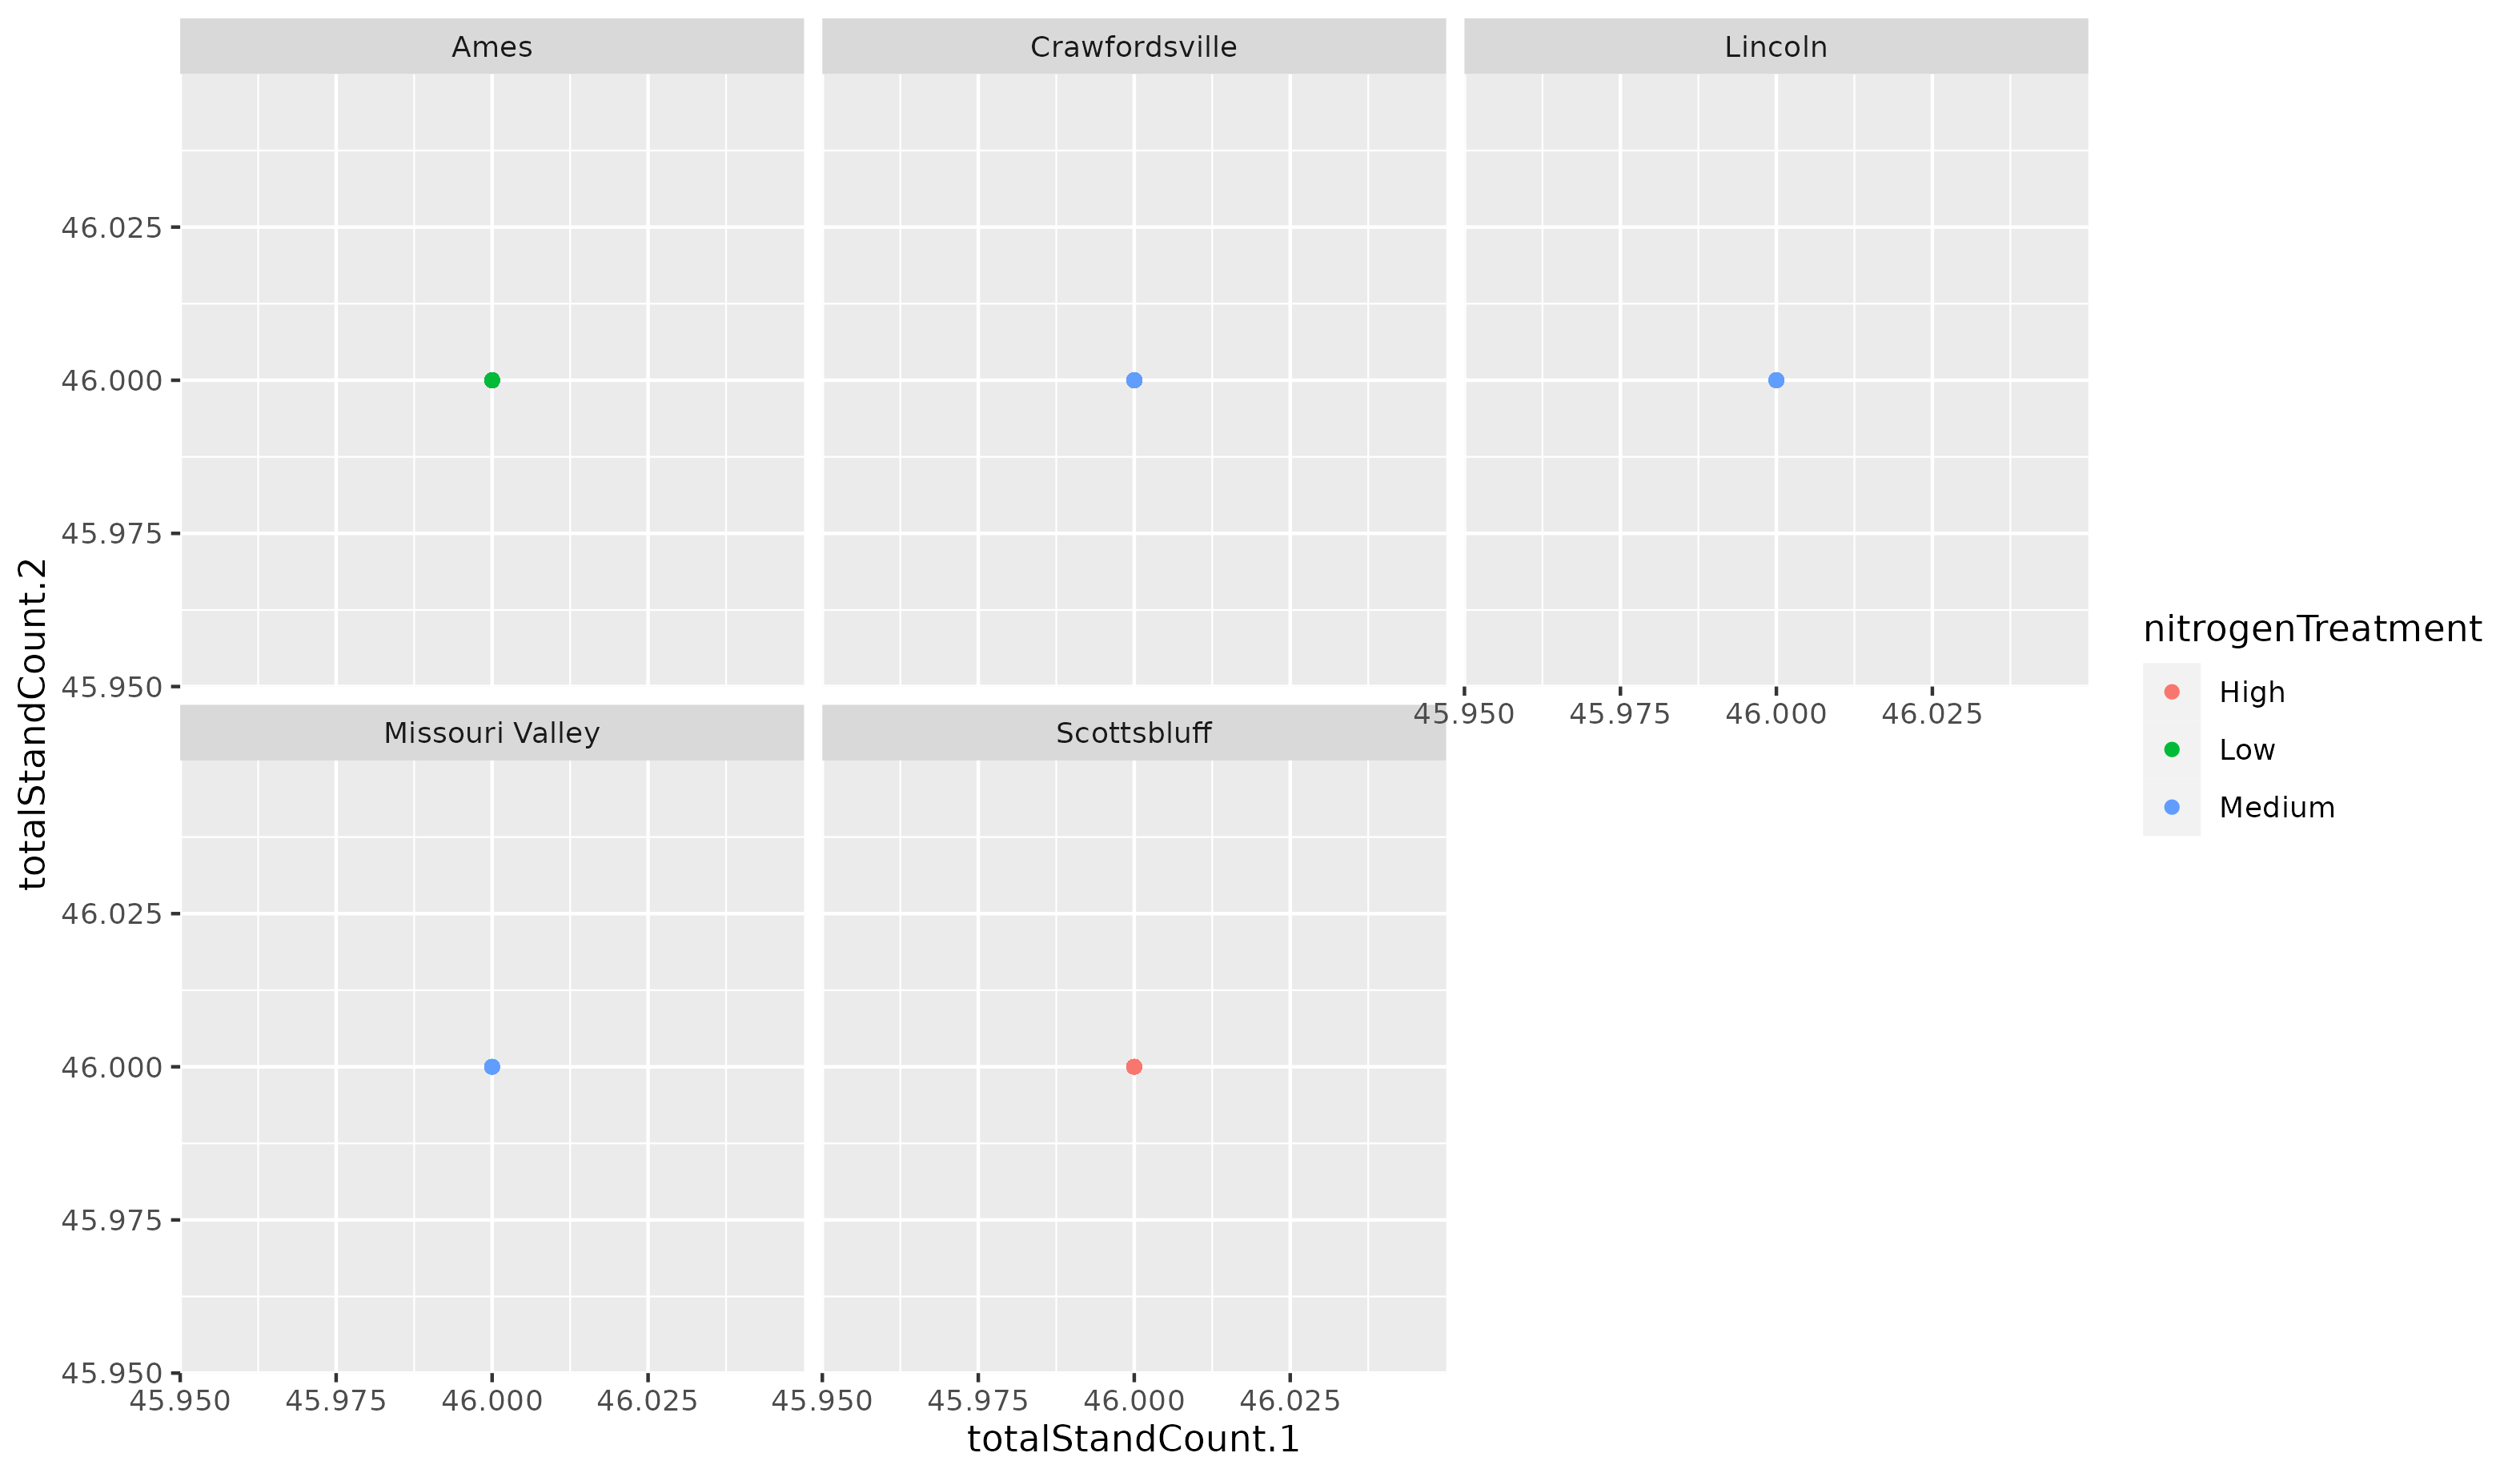 Ames
Crawfordsville
Lincoln
46.025
46.000
45.975
45.950
45.950 45.975 46.000 46.025
Missouri Valley
Scottsbluff
46.025
46.000
45.975
45.950
45.950 45.975 46.000 46.025
45.950 45.975 46.000 46.025
totalStandCount.1
totalStandCount.2
nitrogenTreatment
High
Low
Medium